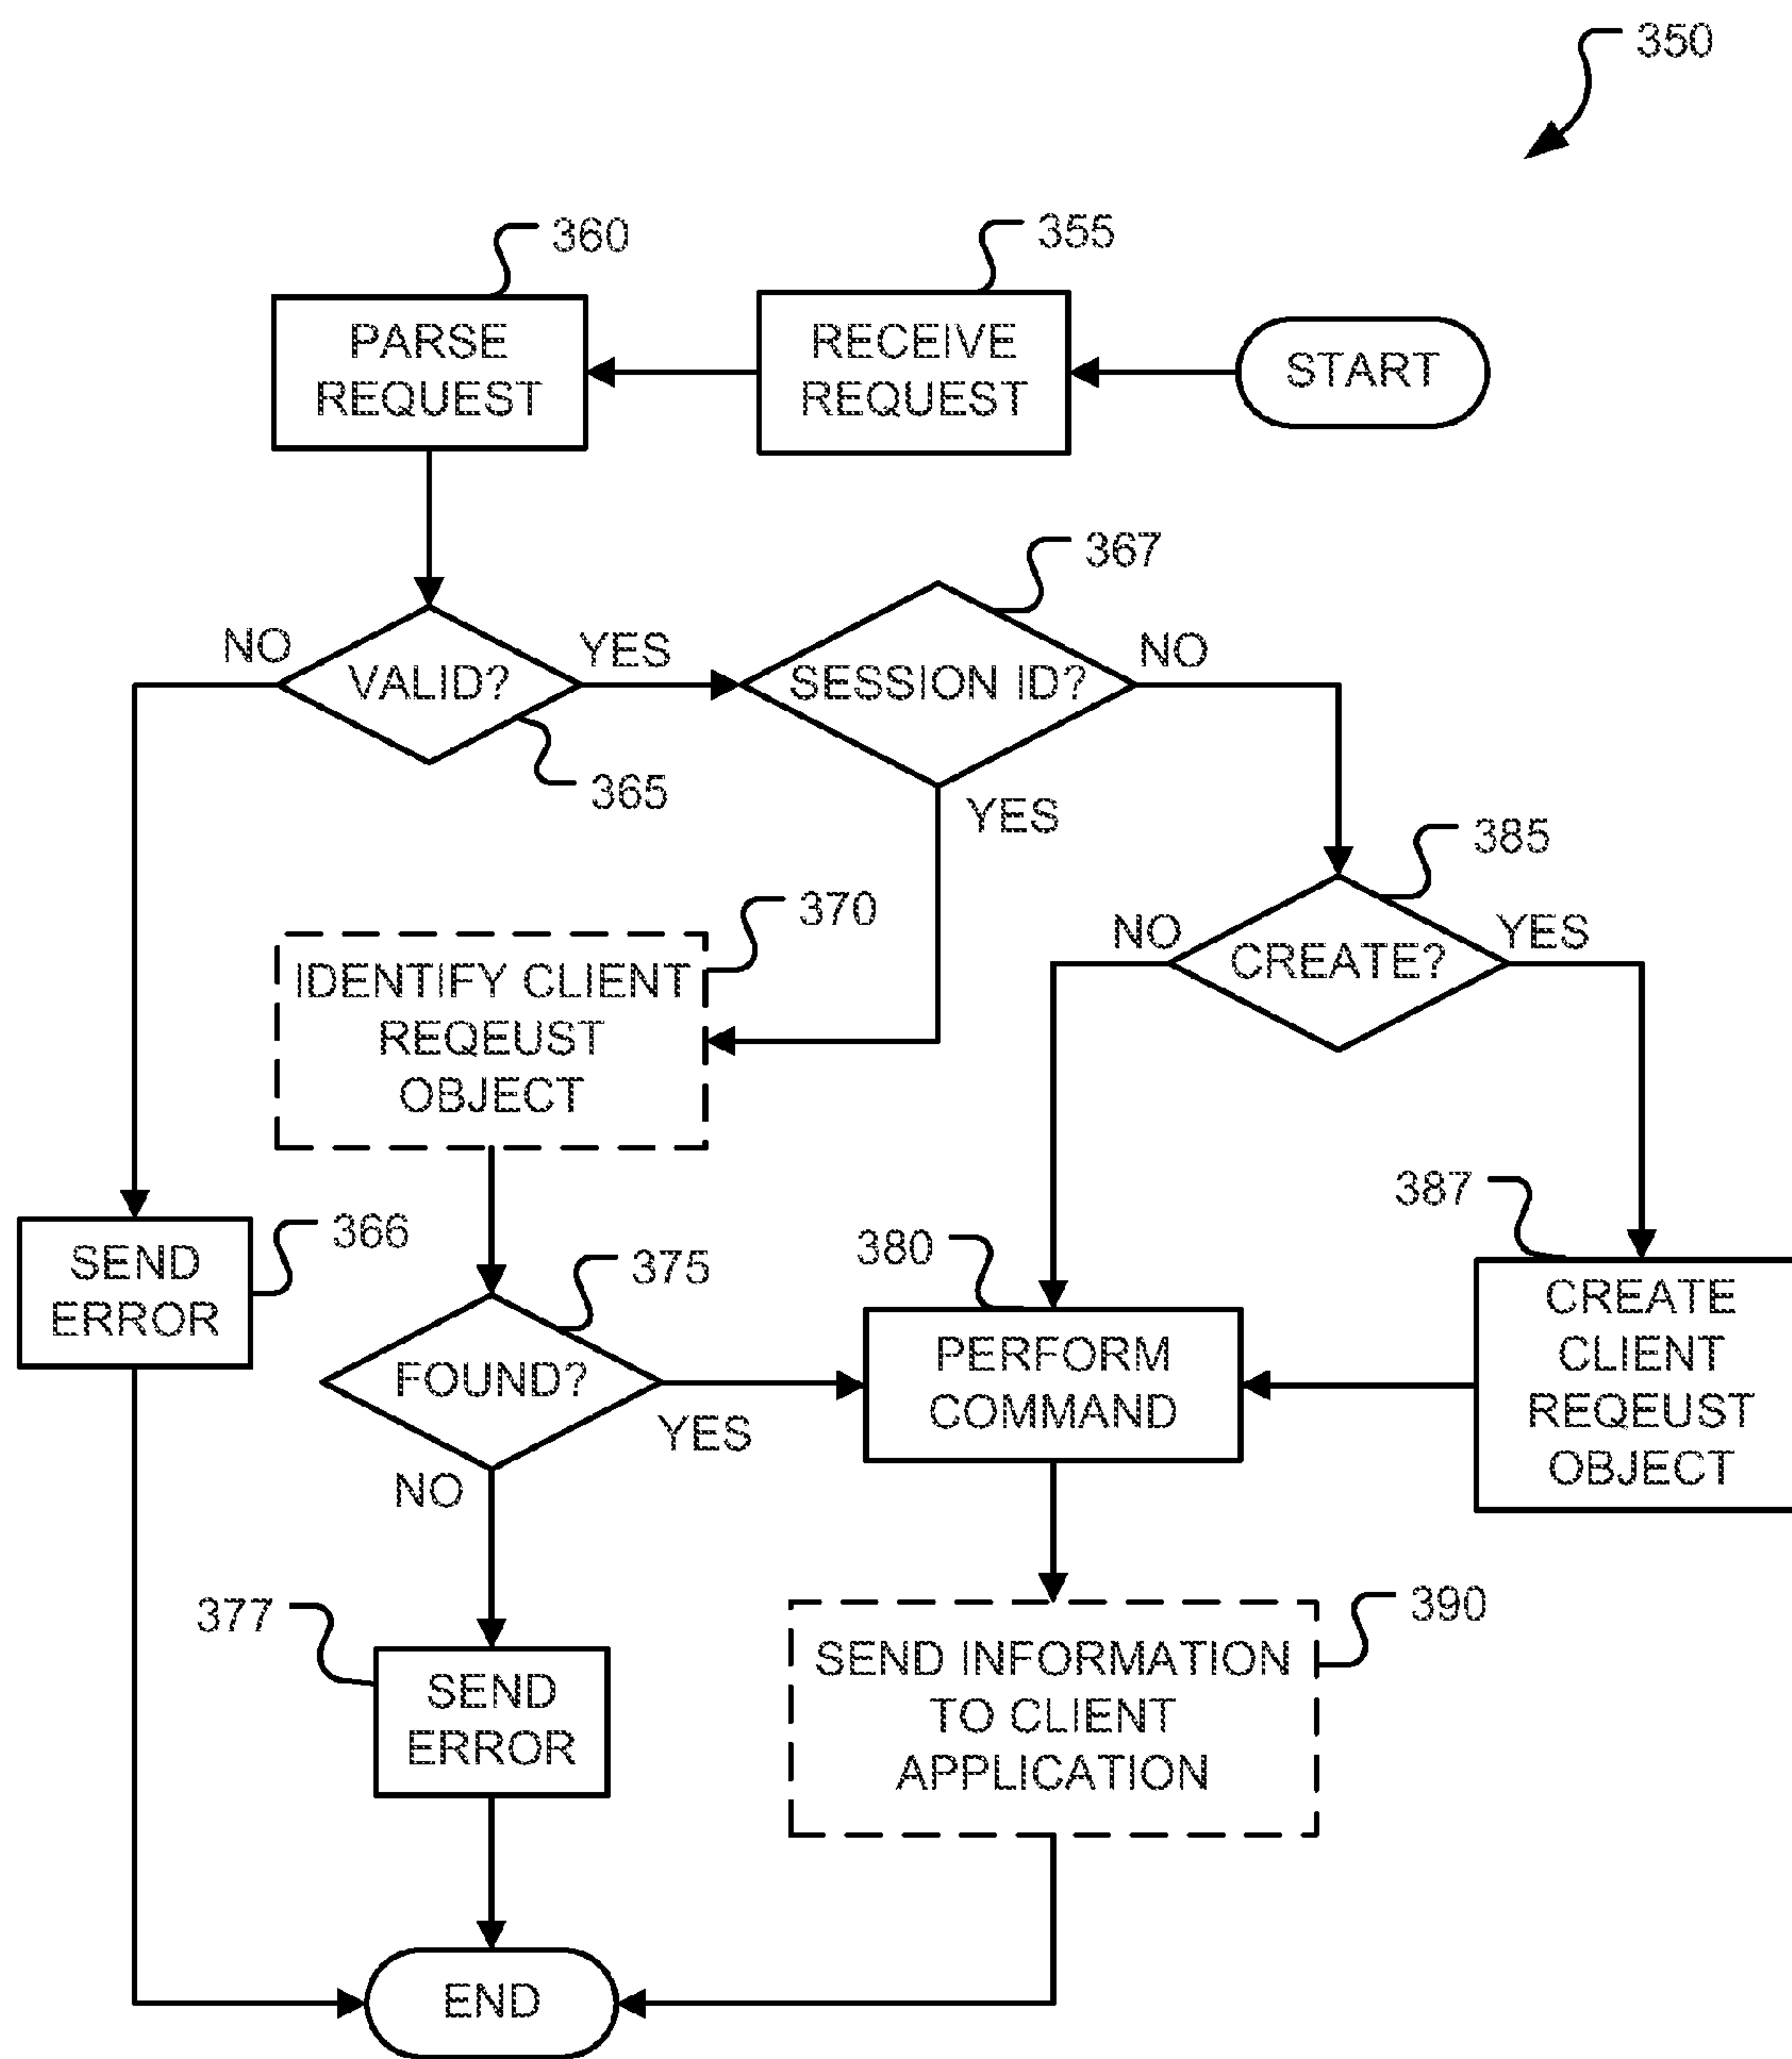 350
360
355
PARSE
REQUEST
RECEIVE
REQUEST
START
367
NO
VALID?
YES
SESSION ID?
NO
365
YES
385
370
NO
CREATE?
YES
IDENTIFY CLIENT
REQEUST
OBJECT
387
366
SEND
ERROR
380
375
CREATE
CLIENT
REQEUST
OBJECT
FOUND?
YES
PERFORM
COMMAND
NO
377
390
SEND
ERROR
SEND INFORMATION
TO CLIENT
APPLICATION
END